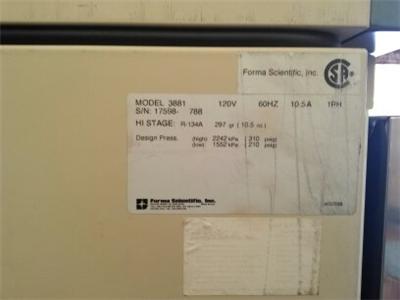 Forma Scientific, Inc.
MODEL 3881 120V 60HZ 10.5A 1PH
S/N: 17598- 788
HI STAGE: R-134A 297 gr ( 10.5 oz )
Design Press. (high) 2242 kPa ( 310 psig)
(low) 1552 kPa ( 210 psig)
Forma Scientific, Inc.